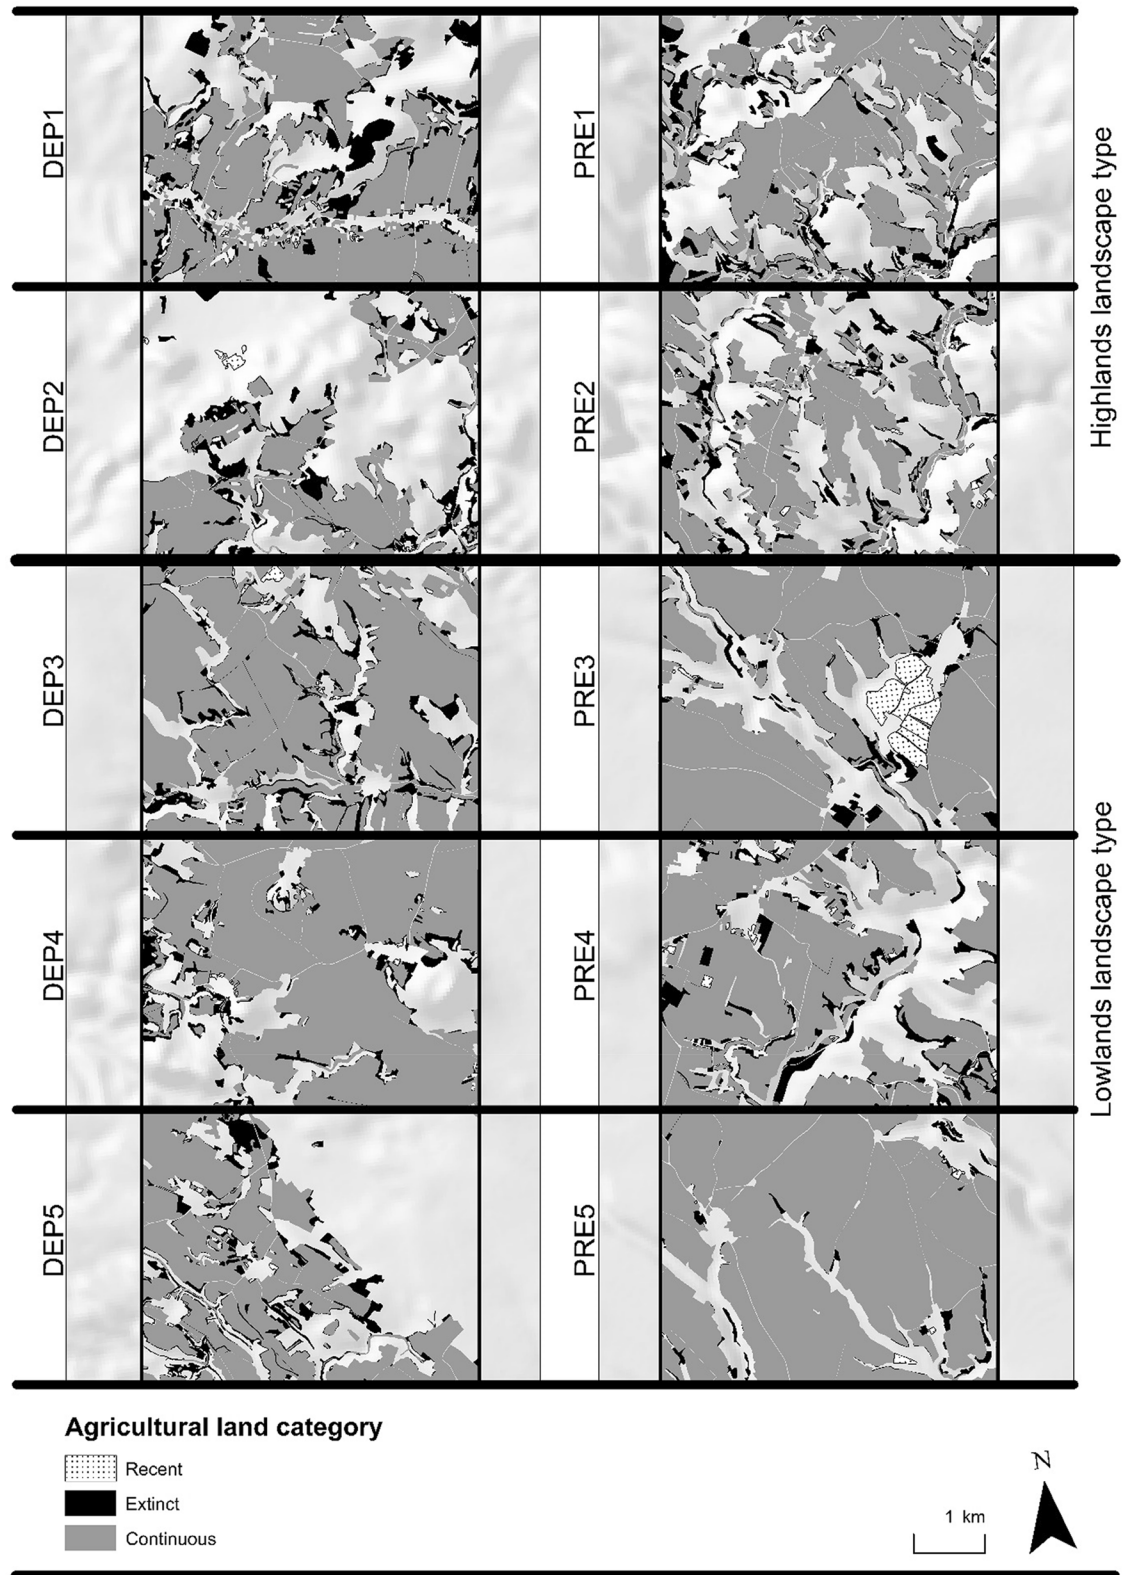 DEP1
PRE1
Highlands landscape type
DEP2
PRE2
DEP3
PRE3
Lowlands landscape type
DEP4
PRE4
DEP5
PRE5
Agricultural land category
Recent
Extinct
Continuous
1 km
N